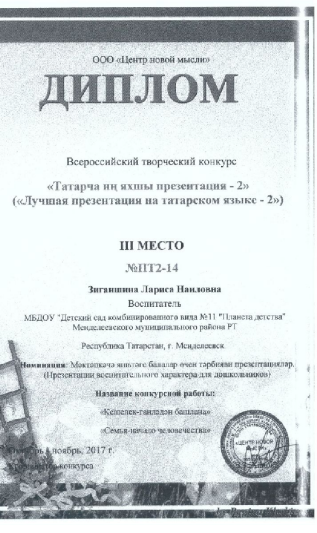 ООО «Центр новой мысли»
ДИПЛОМ
Всероссийский творческий конкурс
«Татарча иң яхшы презентация - 2»
(«Лучшая презентация на татарском языке - 2»)
III МЕСТО
№ПТ2-14
Зиганшина Лариса Наиловна
Воспитатель
МБДОУ "Детский сад комбинированного вида №11 "Планета детства"
Менделеевского муниципального района РТ
Республика Татарстан, г. Менделеевск
Номинация: Мәктәпкәчә яшьтәге балалар өчен тәрбияви презентацияләр.
(Презентации воспитательного характера для дошкольников)
Название конкурсной работы:
«Кешелек-гаиләдән башлана»
«Семья-начало человечества»
ноябрь, 2017 г.
конкурса
«ЦЕНТР НОВОЙ
МЫСЛИ»